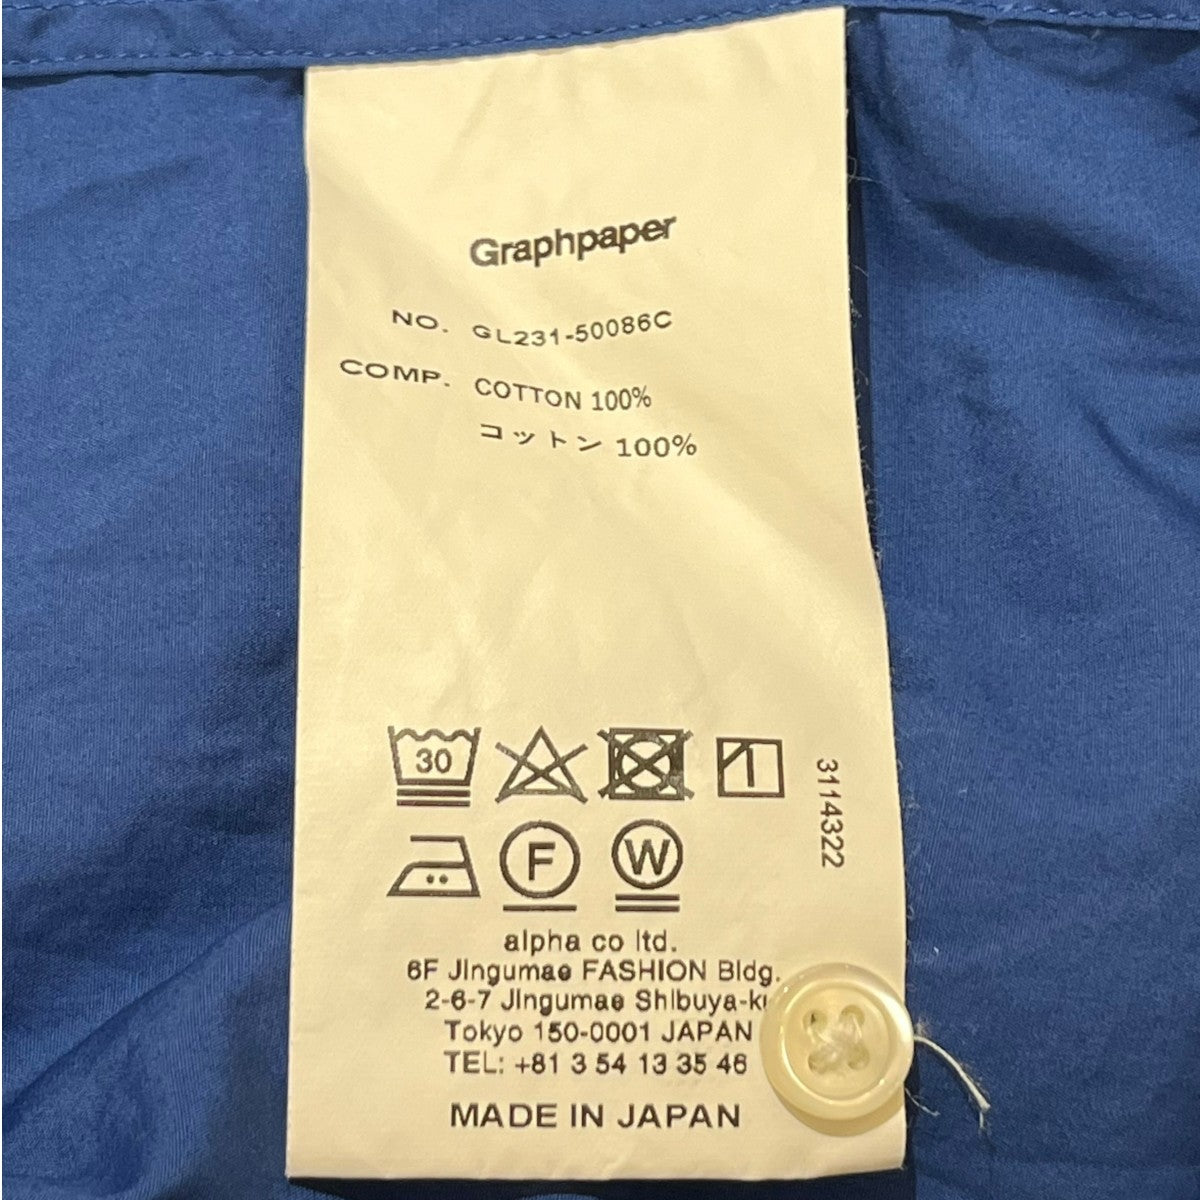 Graphpaper
NO. GL231-50086C
COMP. COTTON 100%
コットン 100%
30
3114322
F
W
alpha co ltd.
6F Jingumae FASHION Bldg.
2-6-7 Jingumae Shibuya-ku
Tokyo 150-0001 JAPAN
TEL: +81 3 54 13 35 46
MADE IN JAPAN